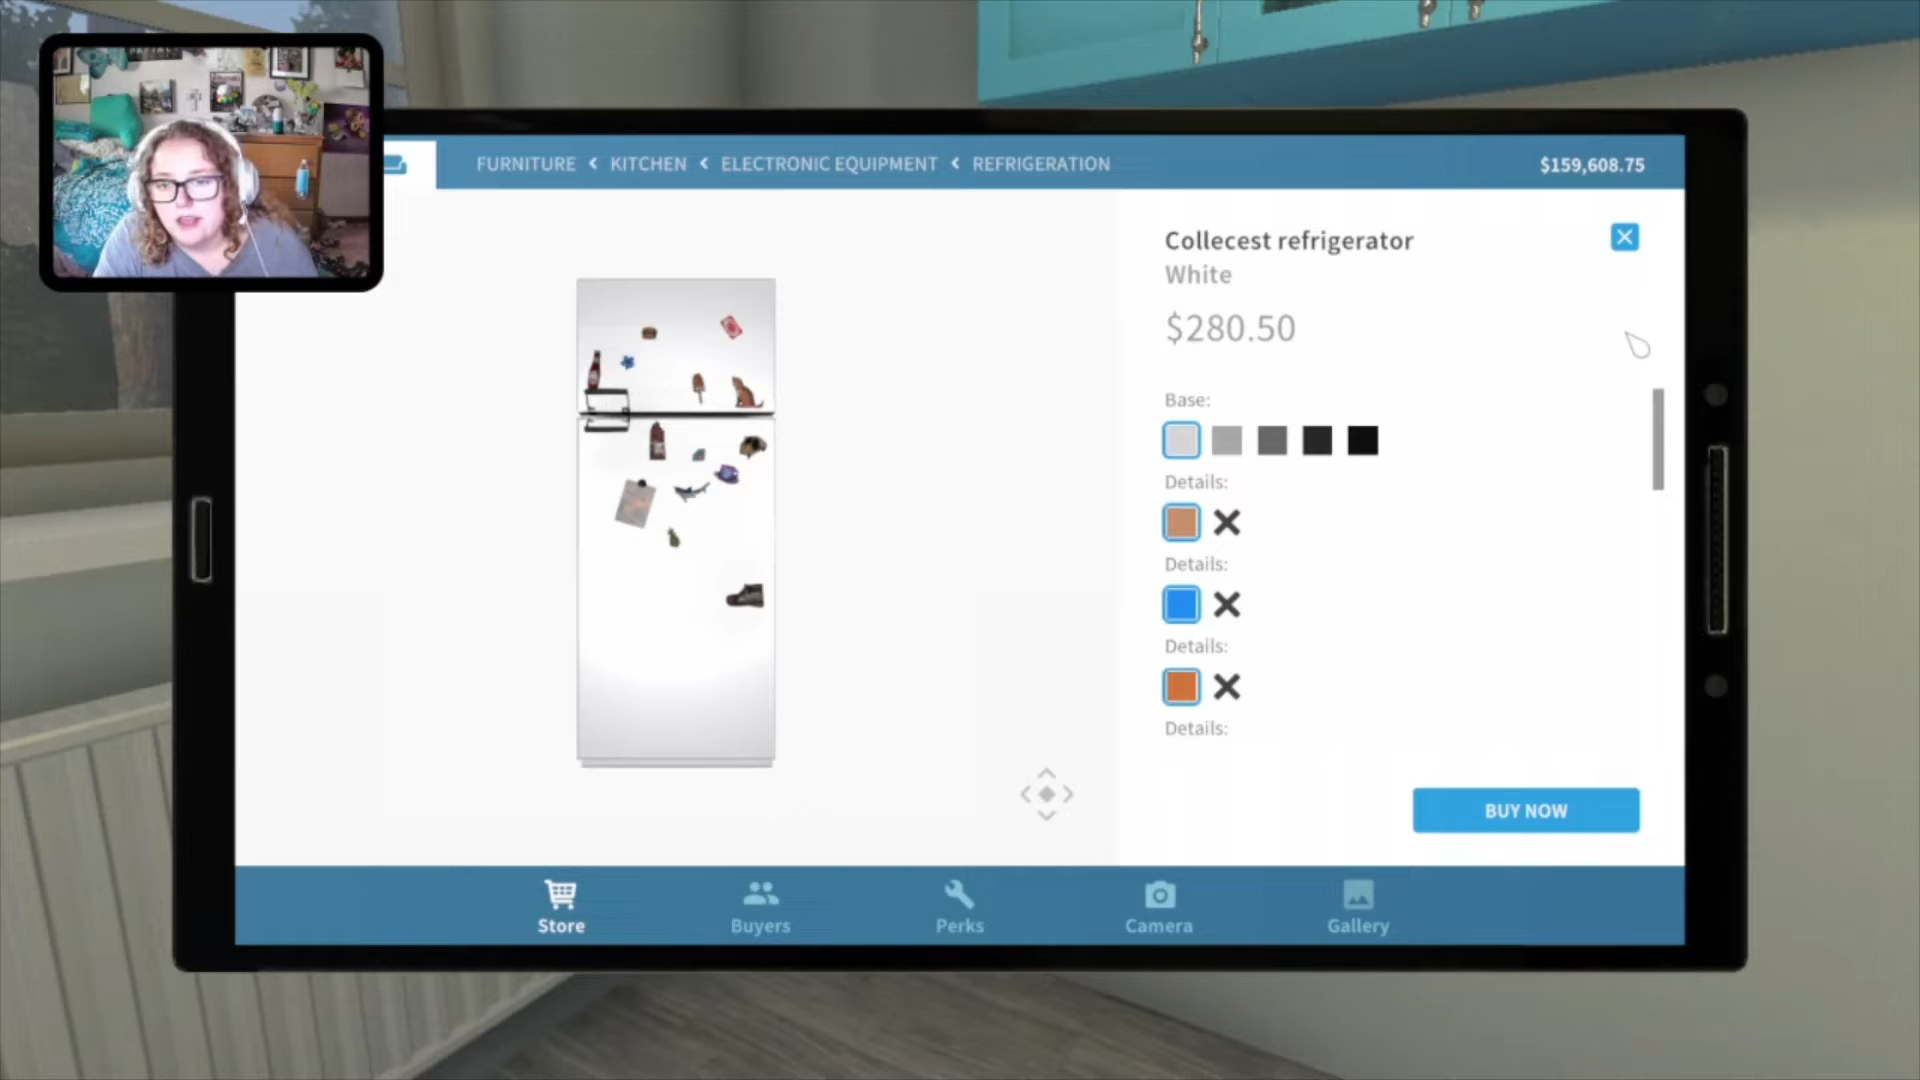 FURNITURE < KITCHEN < ELECTRONIC EQUIPMENT < REFRIGERATION
$159,608.75
Collecest refrigerator
White
$280.50
Base:
Details:
Details:
Details:
Details:
BUY NOW
Store
Buyers
Perks
Camera
Gallery